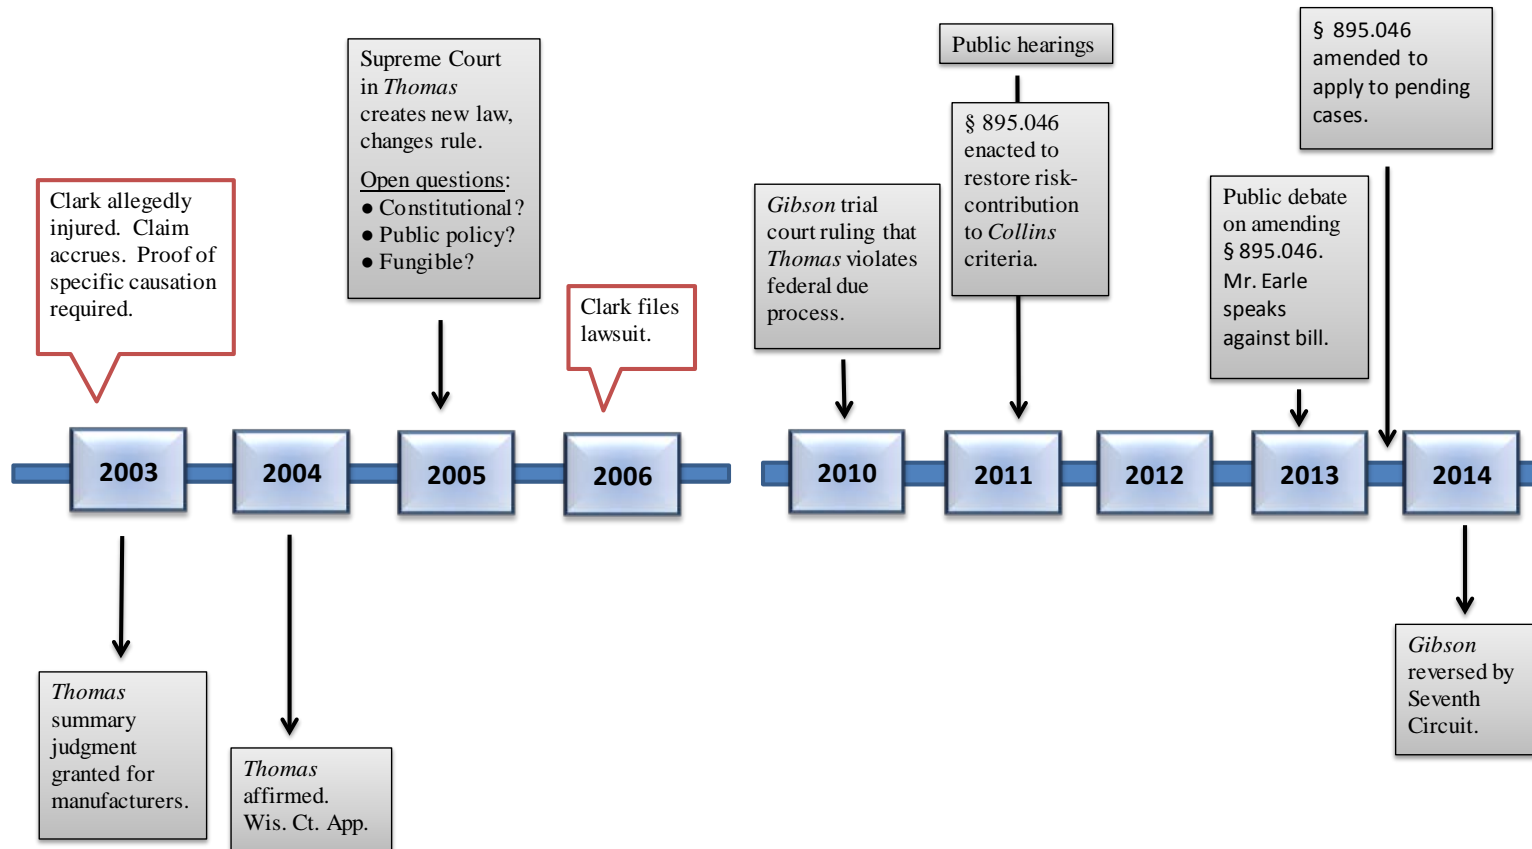 Clark allegedly
injured.  Claim
accrues.  Proof of
specific causation
required.
Supreme Court
in Thomas
creates new law,
changes rule.
Open questions:
● Constitutional?
● Public policy?
● Fungible?
Clark files
lawsuit.
Gibson trial
court ruling that
Thomas violates
federal due
process.
Public hearings
§ 895.046
enacted to
restore risk-
contribution
to Collins
criteria.
Public debate
on amending
§ 895.046.
Mr. Earle
speaks
against bill.
§ 895.046
amended to
apply to pending
cases.
2003
2004
2005
2006
2010
2011
2012
2013
2014
Thomas
summary
judgment
granted for
manufacturers.
Thomas
affirmed.
Wis. Ct. App.
Gibson
reversed by
Seventh
Circuit.